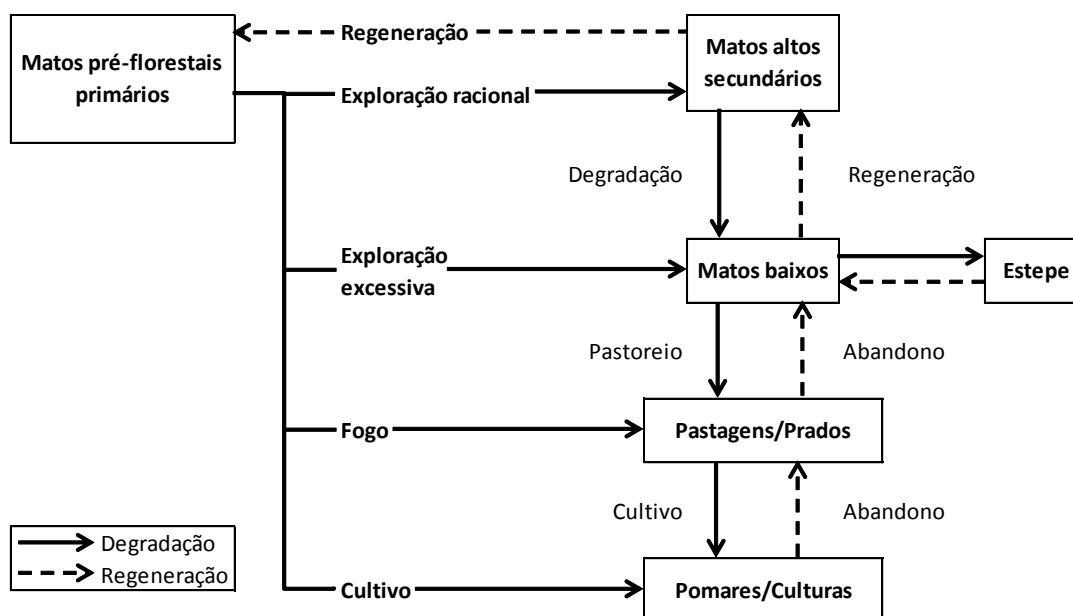 Matos pré-florestais
primários
Regeneração
Matos altos
secundários
Exploração racional
Degradação
Regeneração
Exploração
excessiva
Matos baixos
Estepe
Pastoreio
Abandono
Fogo
Pastagens/Prados
Cultivo
Abandono
Degradação
Regeneração
Cultivo
Pomares/Culturas